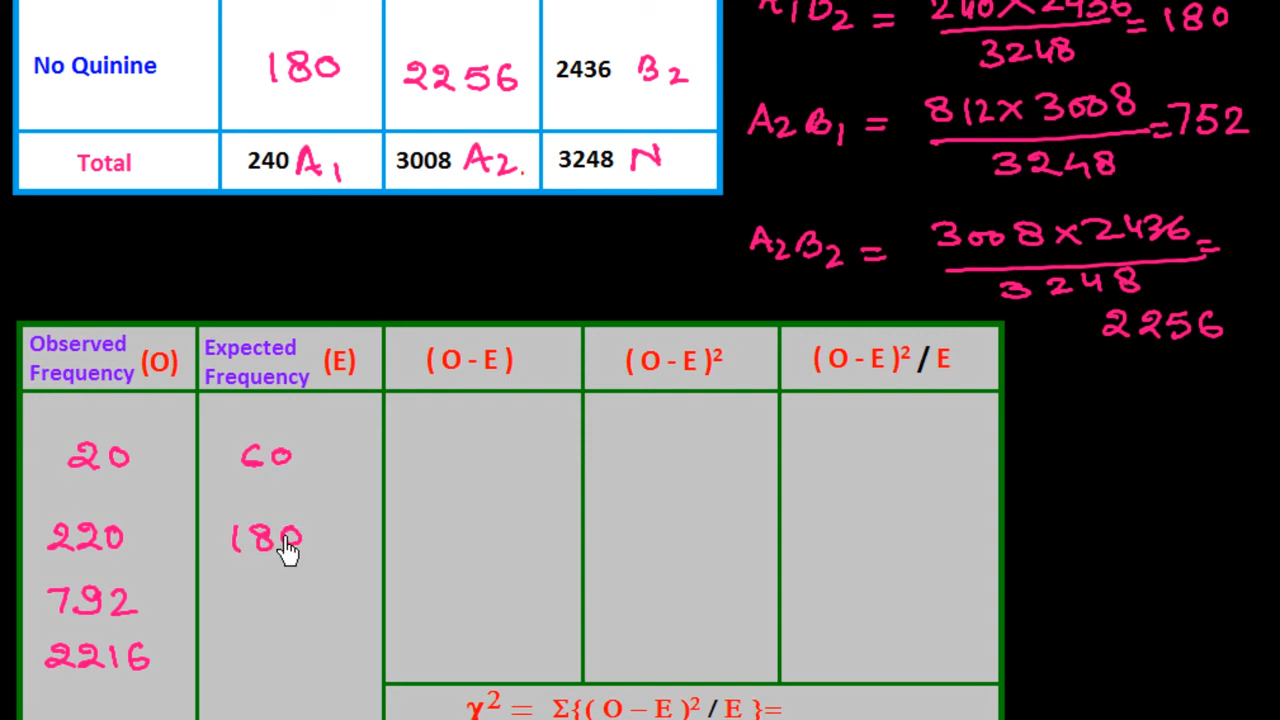 A₁B₂ = 240 × 2436 / 3248 = 180
No Quinine 180 2256 2436 B₂
A₂B₁ = 812 × 3008 / 3248 = 752
Total 240 A₁ 3008 A₂. 3248 N
A₂B₂ = 3008 × 2436 / 3248 =
2256
Observed Frequency (O) Expected Frequency (E) ( O - E ) ( O - E )² ( O - E )² / E
20 60
220 180
792
2216
χ² = Σ{( O – E )² / E }=